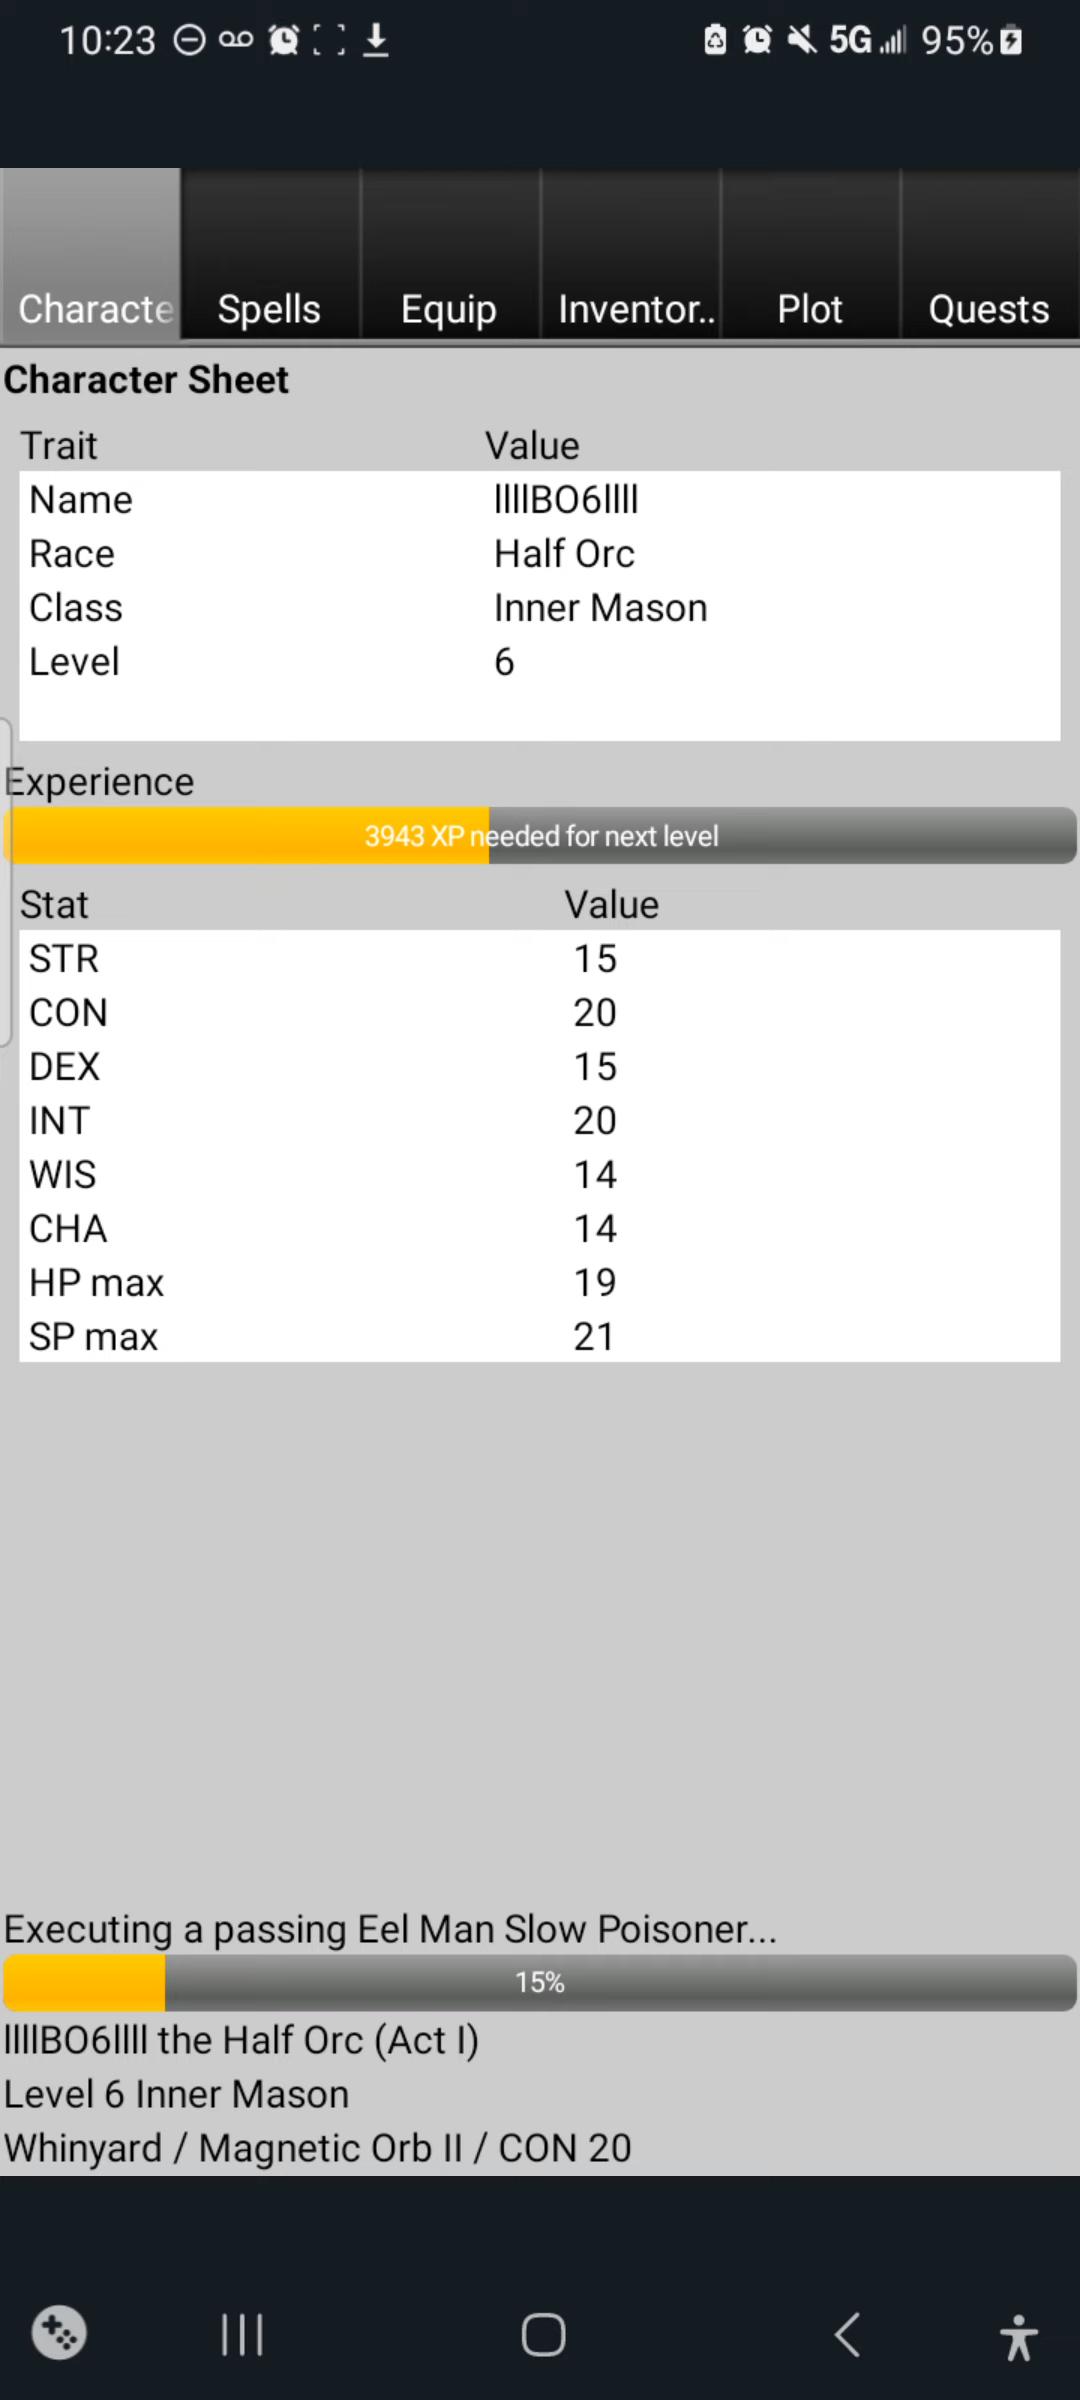 10:23 5G 95%
Characte Spells Equip Inventor.. Plot Quests
Character Sheet
Trait Value
Name llllBO6llll
Race Half Orc
Class Inner Mason
Level 6
Experience
3943 XP needed for next level
Stat Value
STR 15
CON 20
DEX 15
INT 20
WIS 14
CHA 14
HP max 19
SP max 21
Executing a passing Eel Man Slow Poisoner...
15%
llllBO6llll the Half Orc (Act I)
Level 6 Inner Mason
Whinyard / Magnetic Orb II / CON 20